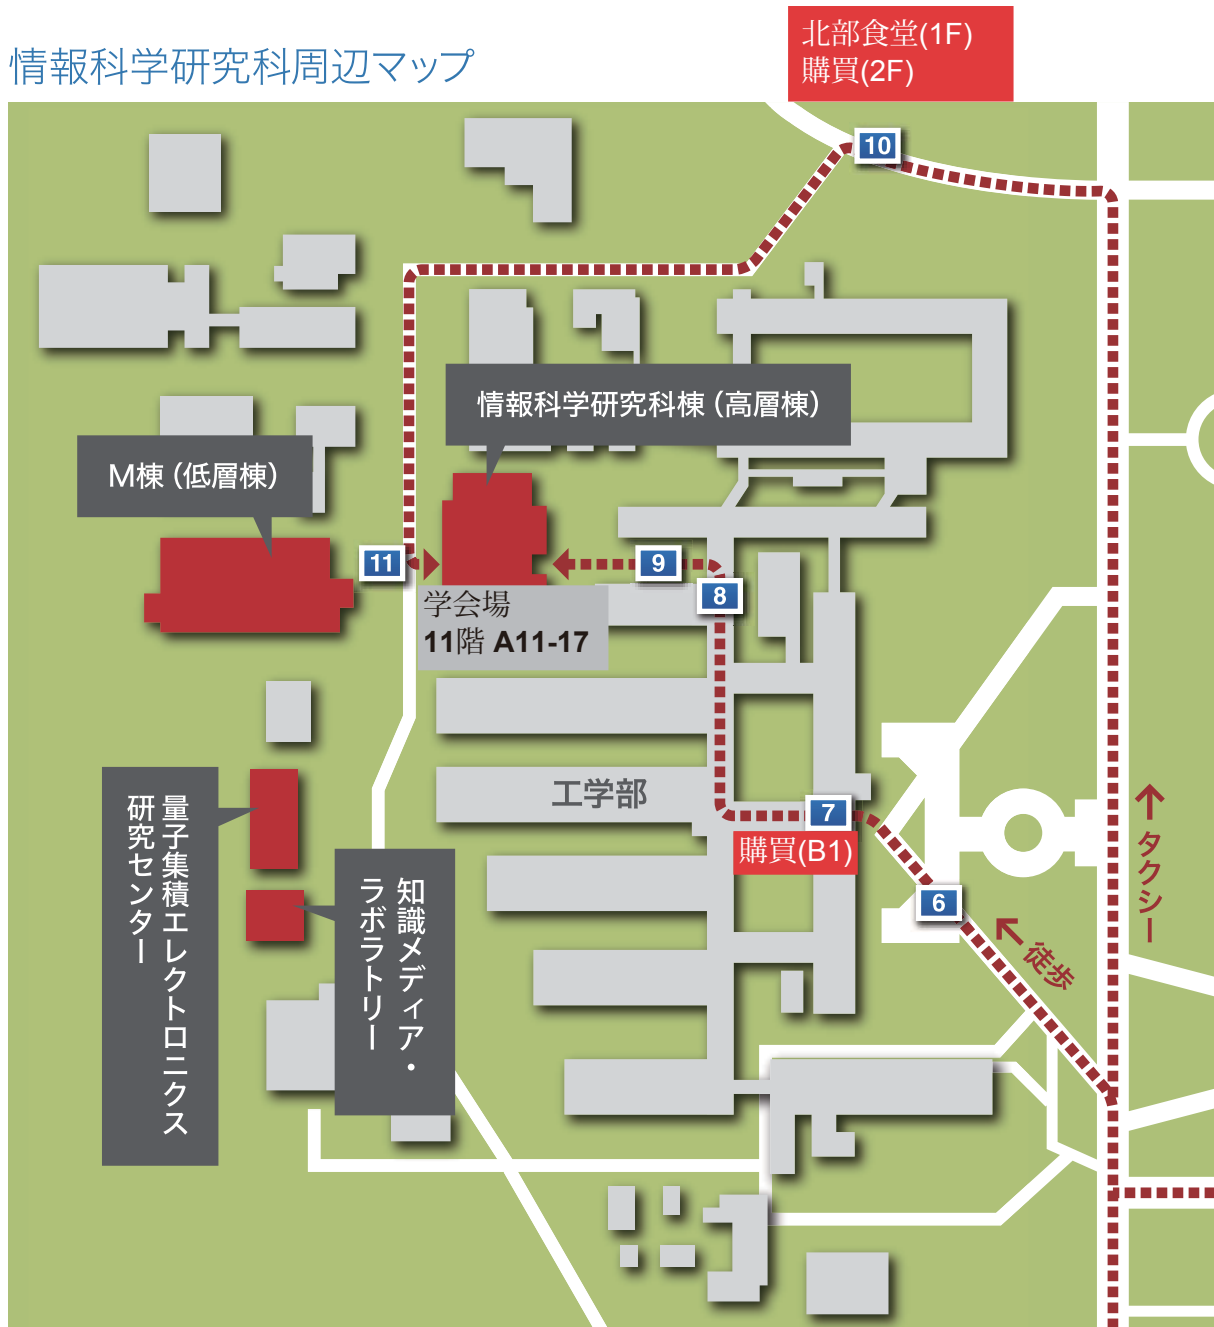 情報科学研究科周辺マップ
北部食堂(1F)
購買(2F)
10
情報科学研究科棟（高層棟）
M棟（低層棟）
11
9
8
学会場
11階 A11-17
工学部
7
購買(B1)
6
タクシー
徒歩
量子集積エレクトロニクス
研究センター
知識メディア・
ラボラトリー